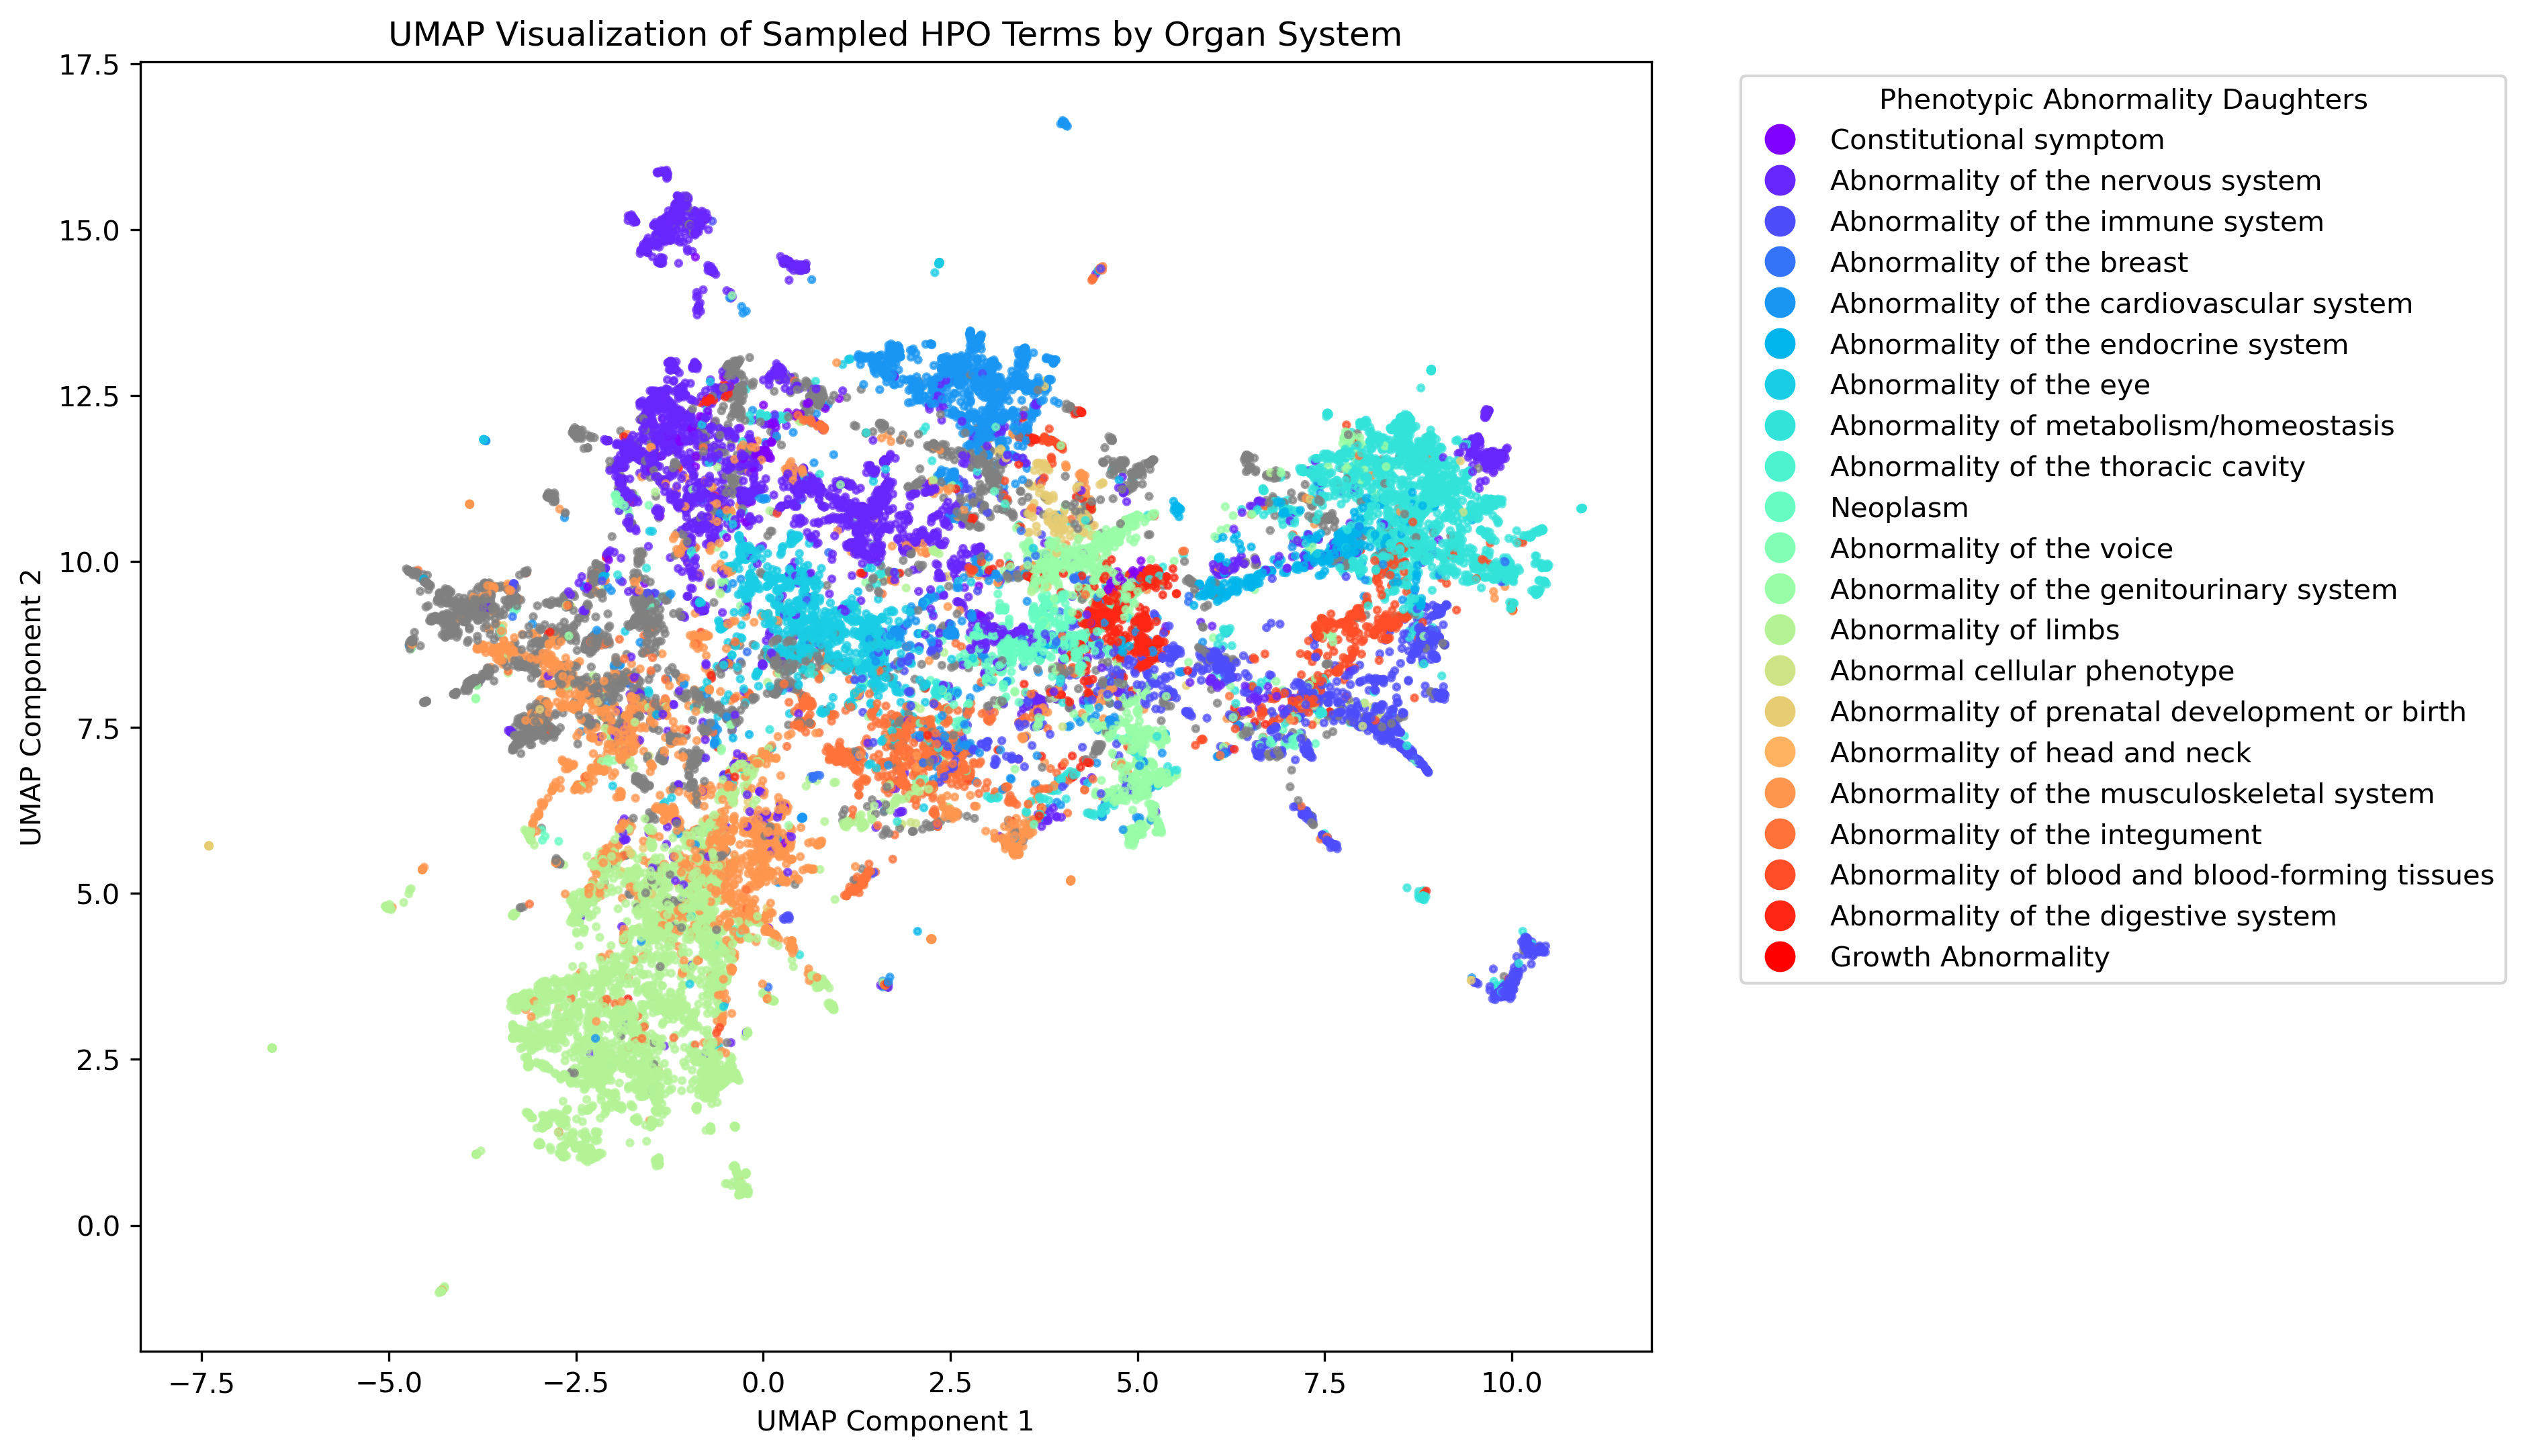 UMAP Visualization of Sampled HPO Terms by Organ System
17.5
15.0
12.5
10.0
7.5
5.0
2.5
0.0
UMAP Component 2
−7.5 −5.0 −2.5 0.0 2.5 5.0 7.5 10.0
UMAP Component 1
Phenotypic Abnormality Daughters
Constitutional symptom
Abnormality of the nervous system
Abnormality of the immune system
Abnormality of the breast
Abnormality of the cardiovascular system
Abnormality of the endocrine system
Abnormality of the eye
Abnormality of metabolism/homeostasis
Abnormality of the thoracic cavity
Neoplasm
Abnormality of the voice
Abnormality of the genitourinary system
Abnormality of limbs
Abnormal cellular phenotype
Abnormality of prenatal development or birth
Abnormality of head and neck
Abnormality of the musculoskeletal system
Abnormality of the integument
Abnormality of blood and blood-forming tissues
Abnormality of the digestive system
Growth Abnormality